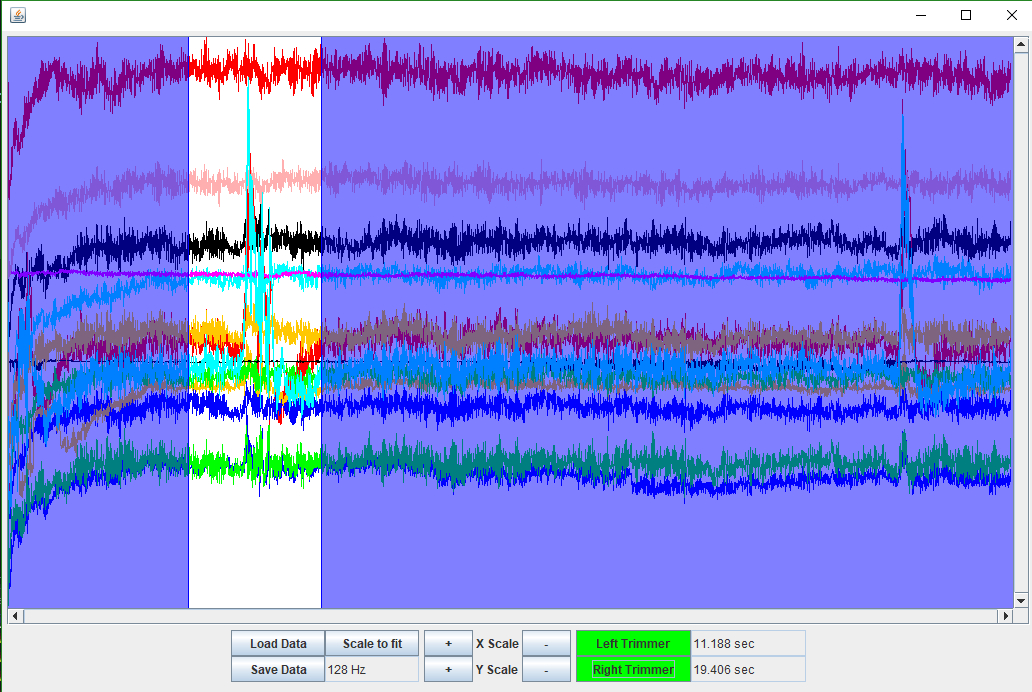 Load Data Scale to fit + X Scale - Left Trimmer 11.188 sec
Save Data 128 Hz + Y Scale - Right Trimmer 19.406 sec